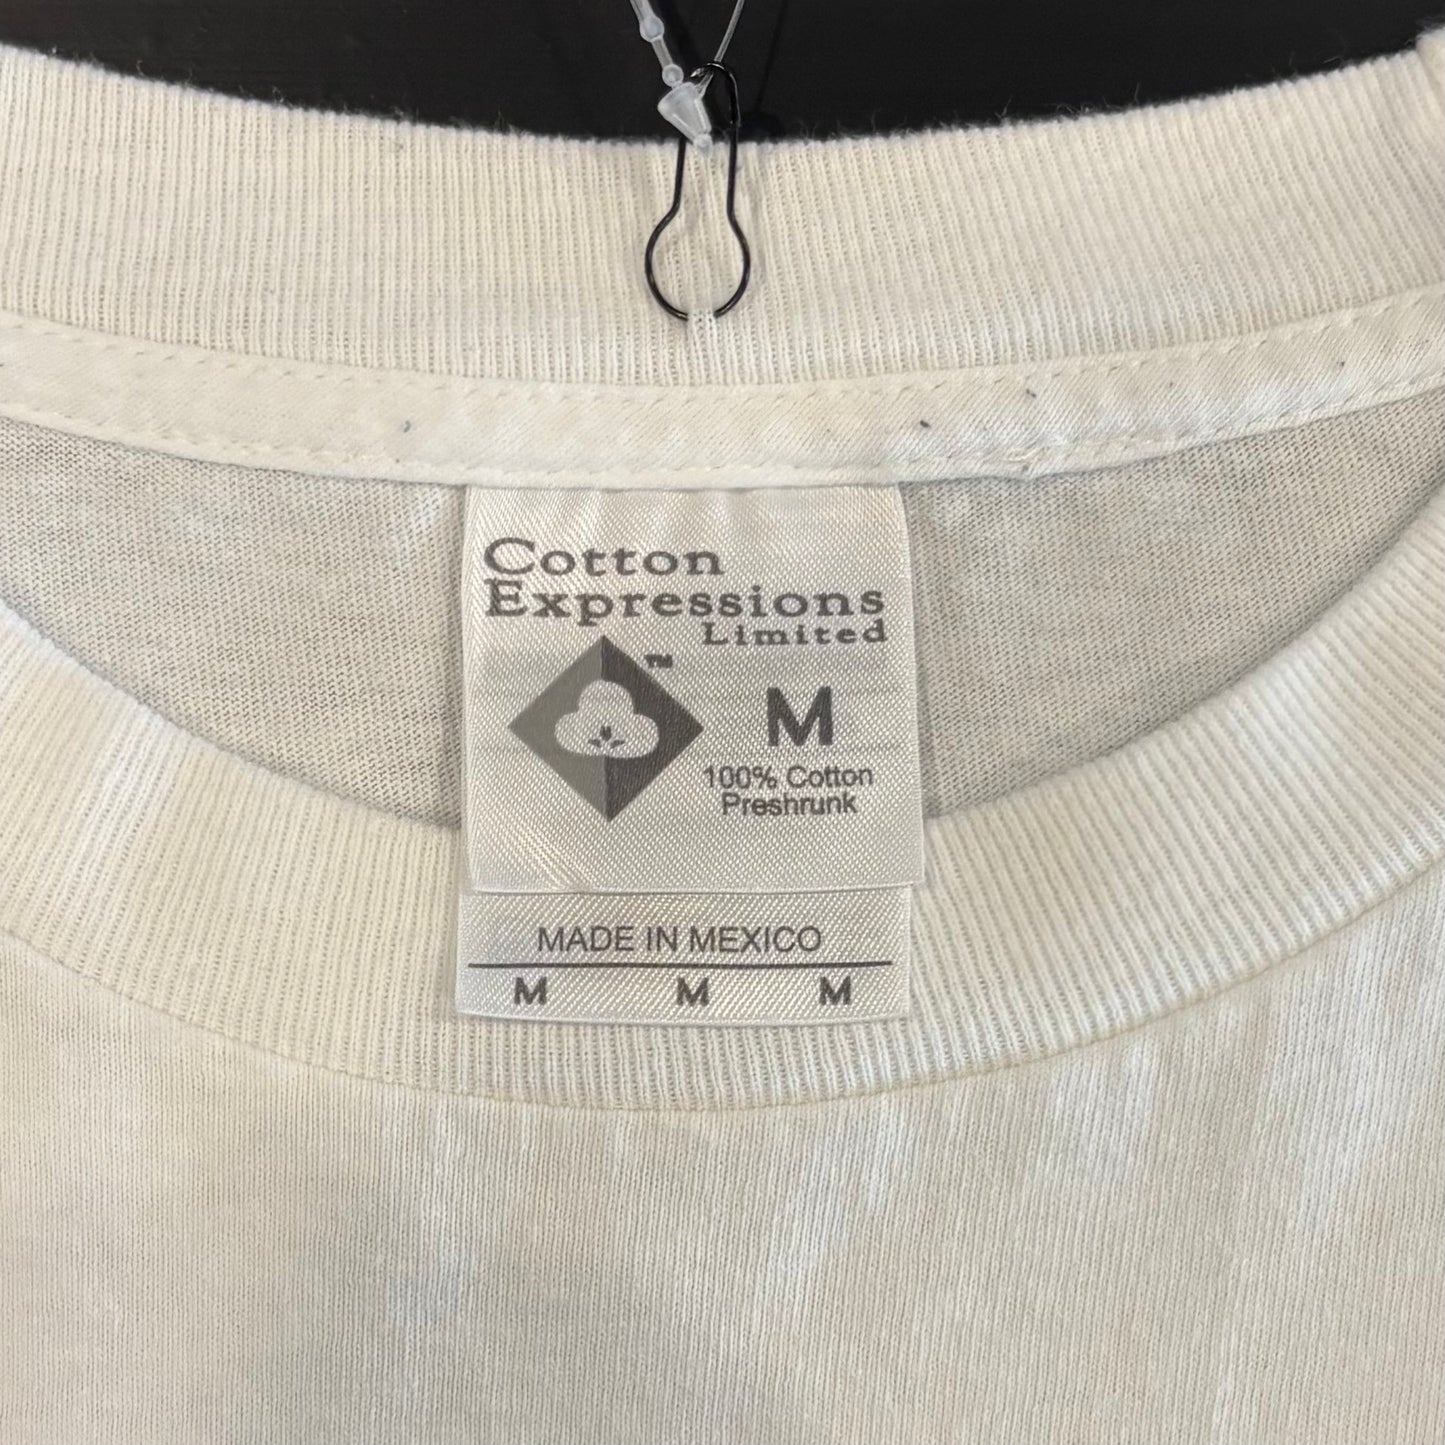 Cotton
Expressions
Limited
™
M
100% Cotton
Preshrunk
MADE IN MEXICO
M M M